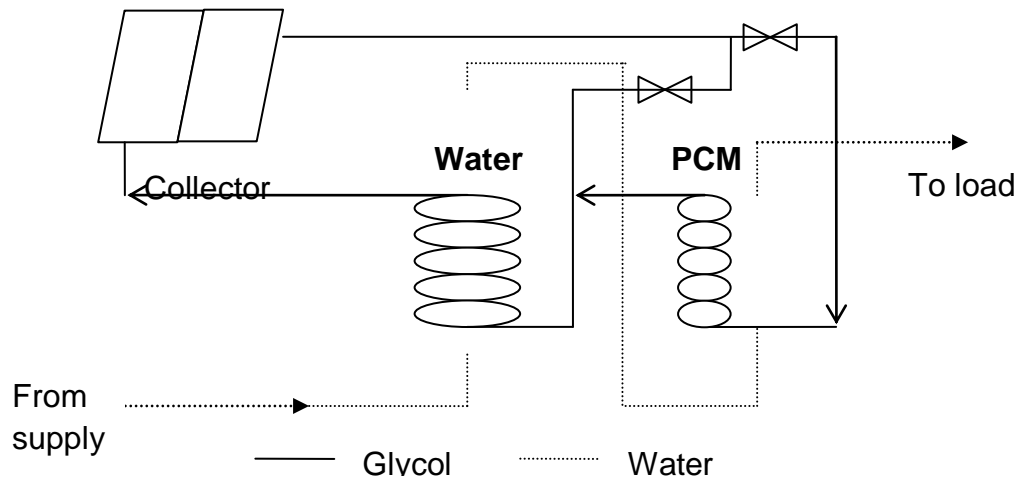 Water
PCM
Collector
To load
From
supply
Glycol
Water